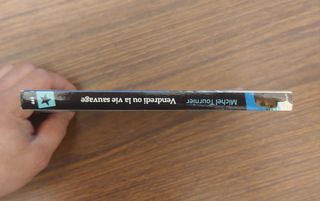 Michel Tournier
Vendredi ou la vie sauvage